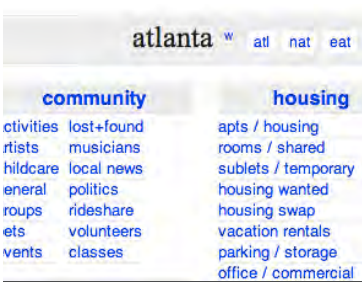 atlanta w atl nat eat
community housing
ctivities lost+found apts / housing
rtists musicians rooms / shared
hildcare local news sublets / temporary
eneral politics housing wanted
roups rideshare housing swap
ets volunteers vacation rentals
vents classes parking / storage
office / commercial